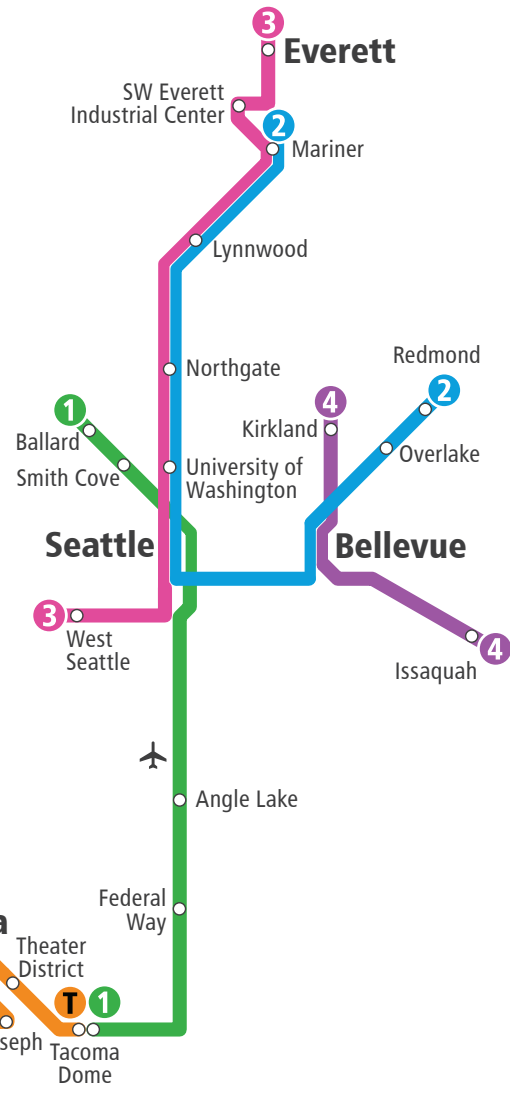 3
Everett
SW Everett
Industrial Center
2
Mariner
Lynnwood
Northgate
Redmond
1
4
2
Ballard
Kirkland
Overlake
Smith Cove
University of
Washington
Seattle
Bellevue
3
West
Seattle
4
Issaquah
Angle Lake
Federal
Way
a
Theater
District
T
1
seph
Tacoma
Dome